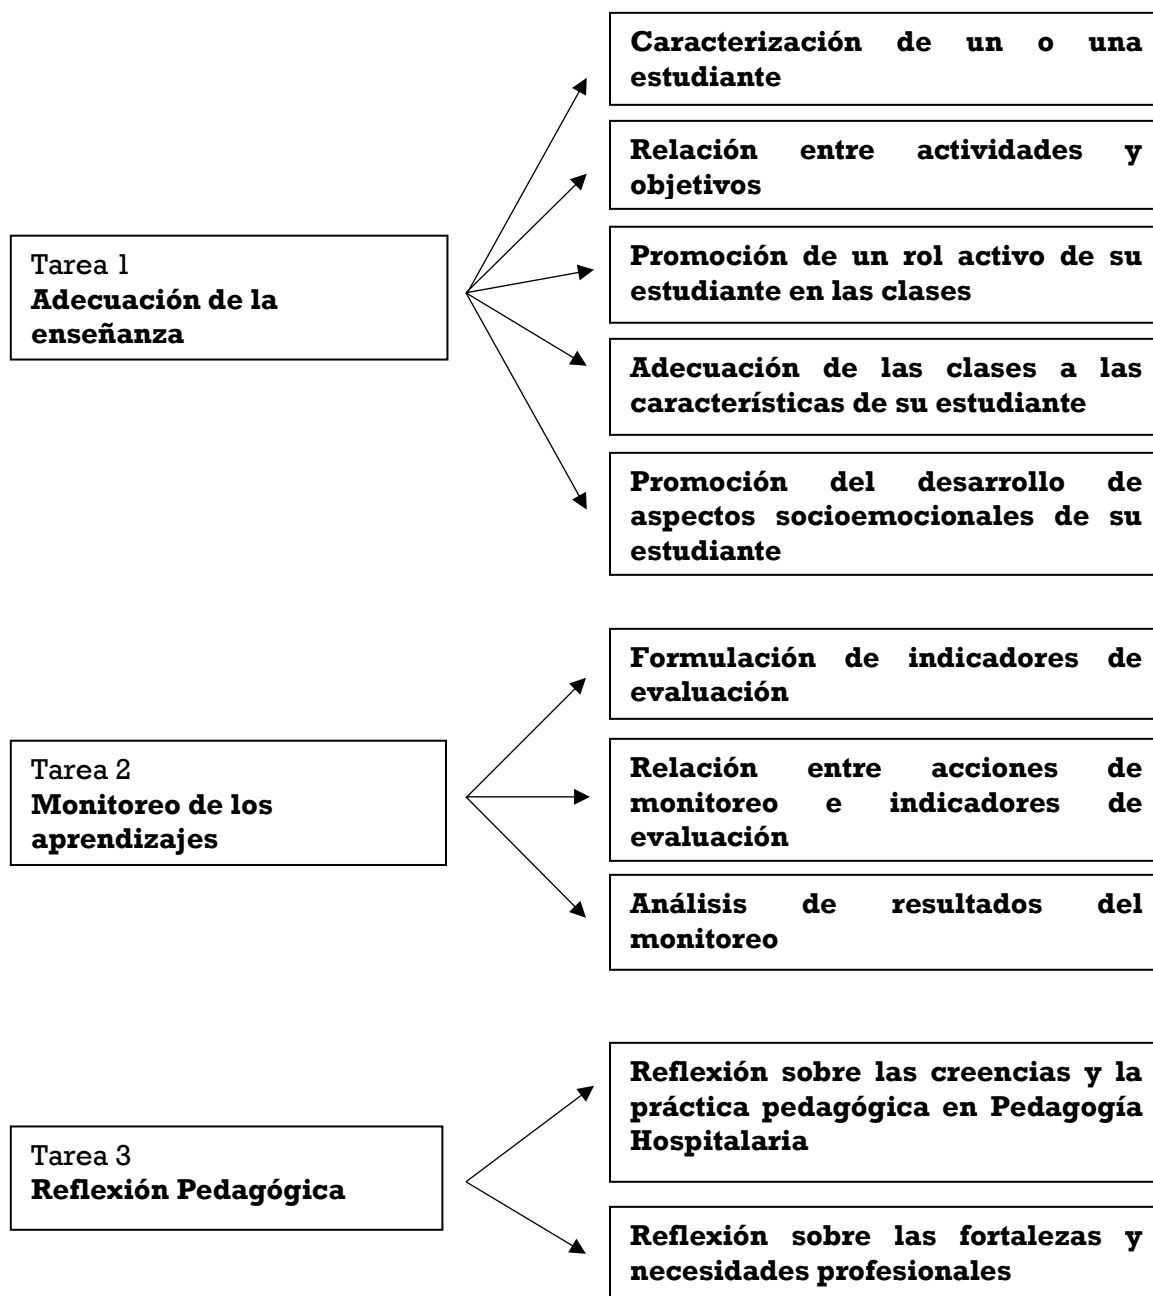 Tarea 1
Adecuación de la
enseñanza
Caracterización de un o una
estudiante
Relación entre actividades y
objetivos
Promoción de un rol activo de su
estudiante en las clases
Adecuación de las clases a las
características de su estudiante
Promoción del desarrollo de
aspectos socioemocionales de su
estudiante
Tarea 2
Monitoreo de los
aprendizajes
Formulación de indicadores de
evaluación
Relación entre acciones de
monitoreo e indicadores de
evaluación
Análisis de resultados del
monitoreo
Tarea 3
Reflexión Pedagógica
Reflexión sobre las creencias y la
práctica pedagógica en Pedagogía
Hospitalaria
Reflexión sobre las fortalezas y
necesidades profesionales